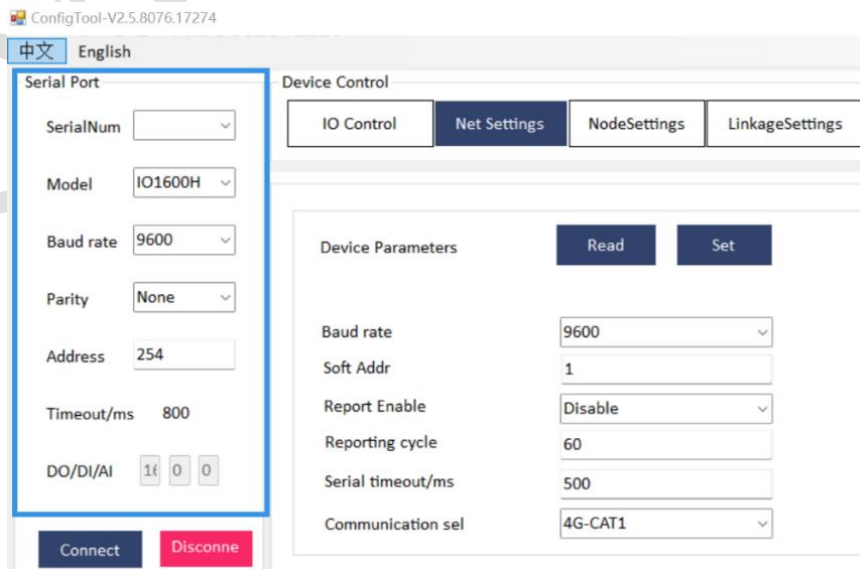 ConfigTool-V2.5.8076.17274
中文 English
Serial Port
SerialNum
Model IO1600H
Baud rate 9600
Parity None
Address 254
Timeout/ms 800
DO/DI/AI 16 0 0
Connect Disconne
Device Control
IO Control Net Settings NodeSettings LinkageSettings
Device Parameters Read Set
Baud rate 9600
Soft Addr 1
Report Enable Disable
Reporting cycle 60
Serial timeout/ms 500
Communication sel 4G-CAT1